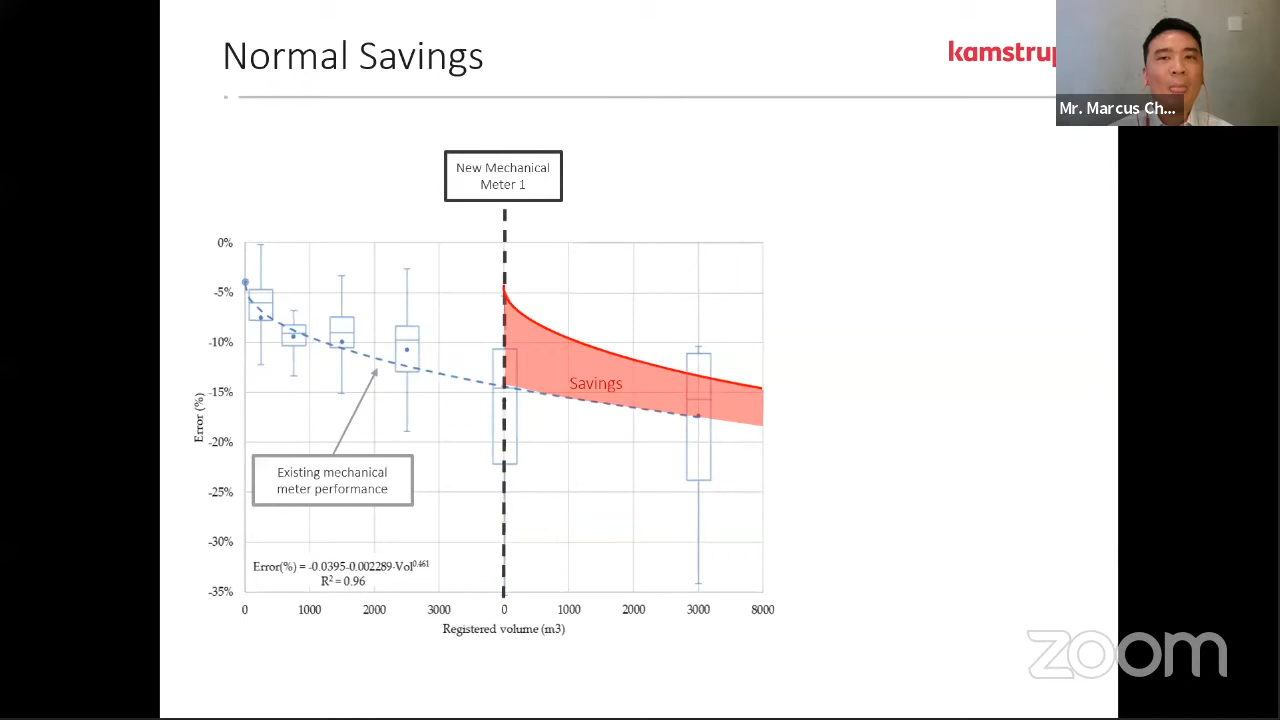 Normal Savings
kamstrup
Mr. Marcus Ch...
New Mechanical
Meter 1
0%
-5%
-10%
-15%
-20%
-25%
-30%
-35%
Error (%)
Savings
Existing mechanical
meter performance
Error(%) = -0.0395-0.002289·Vol^0.461
R² = 0.96
0 1000 2000 3000 0 1000 2000 3000 8000
Registered volume (m3)
zoom